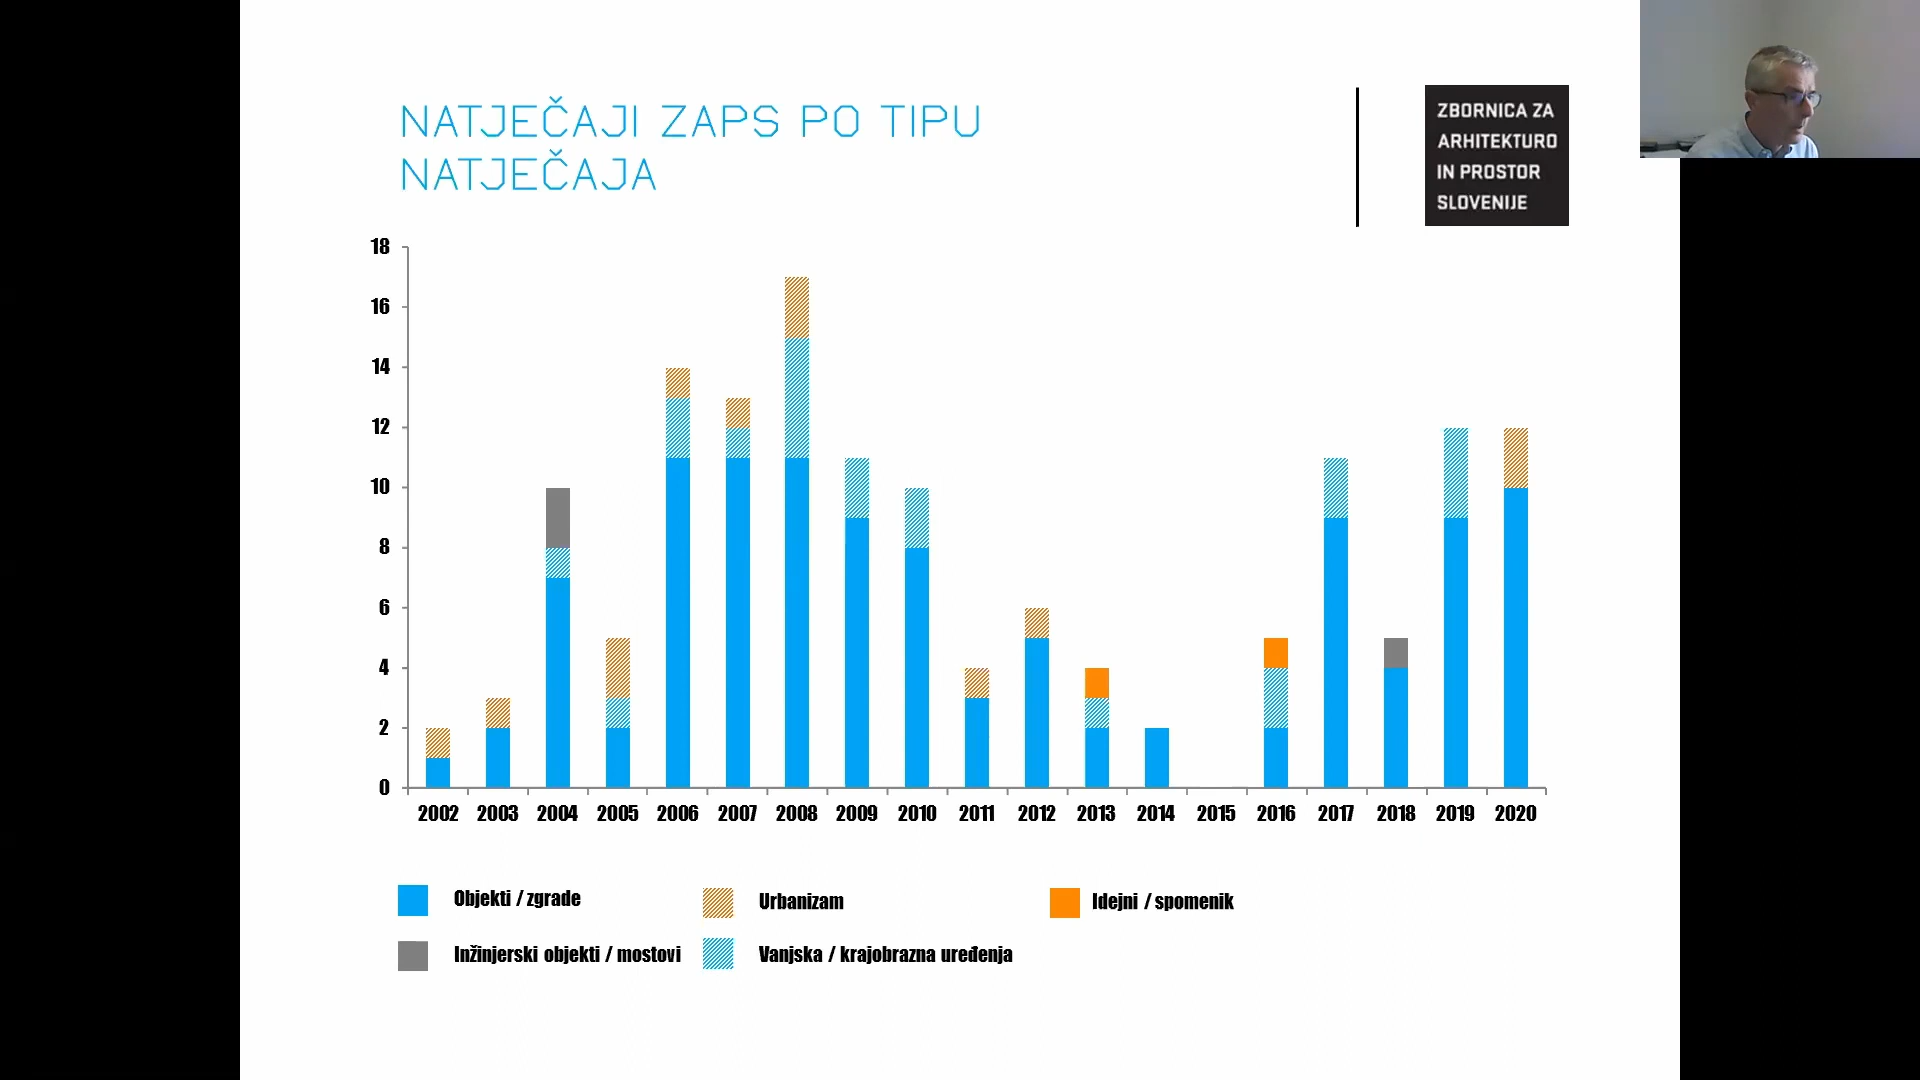 NATJEČAJI ZAPS PO TIPU
NATJEČAJA
ZBORNICA ZA
ARHITEKTURO
IN PROSTOR
SLOVENIJE
18
16
14
12
10
8
6
4
2
0
2002 2003 2004 2005 2006 2007 2008 2009 2010 2011 2012 2013 2014 2015 2016 2017 2018 2019 2020
Objekti / zgrade Urbanizam Idejni / spomenik
Inžinjerski objekti / mostovi Vanjska / krajobrazna uređenja